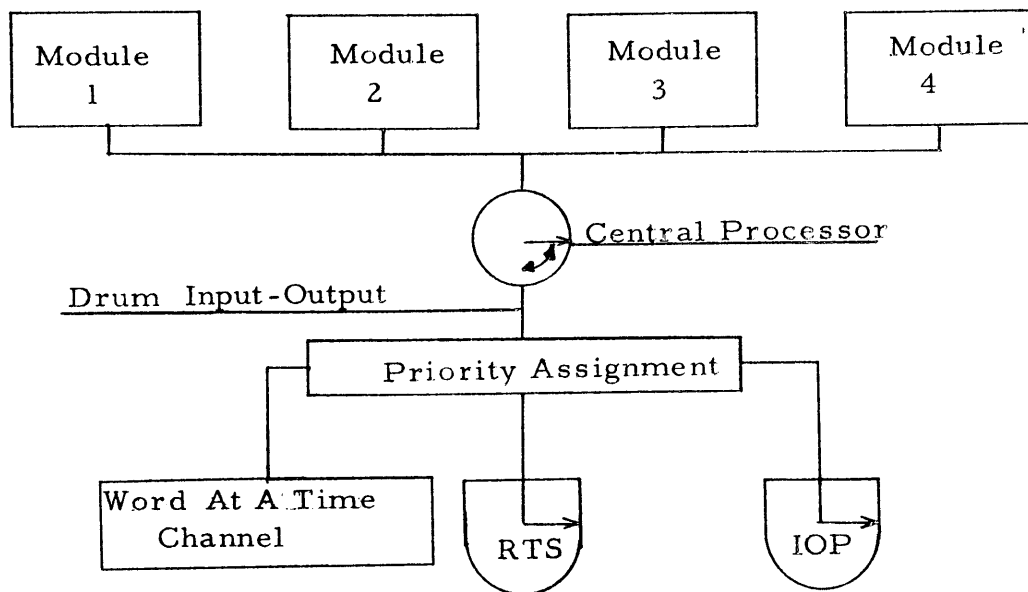 Module
1
Module
2
Module
3
Module
4
Central Processor
Drum Input-Output
Priority Assignment
Word At A Time
Channel
RTS
IOP